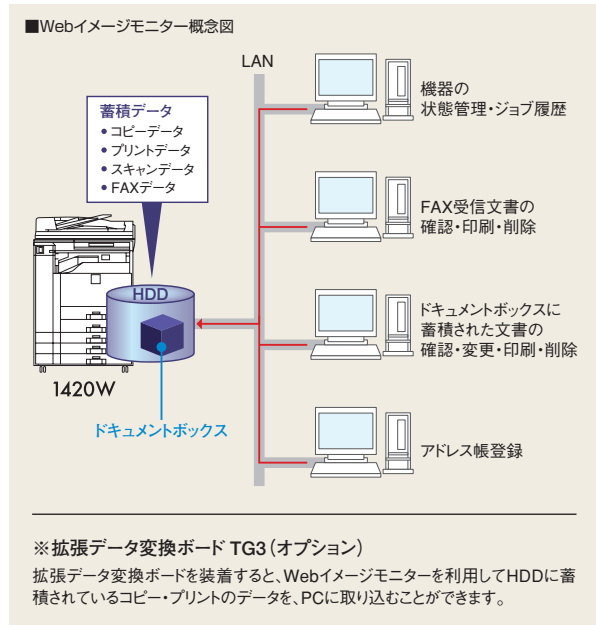 ■Webイメージモニター概念図
LAN
蓄積データ
●コピーデータ
●プリントデータ
●スキャンデータ
●FAXデータ
HDD
1420W
ドキュメントボックス
機器の
状態管理・ジョブ履歴
FAX受信文書の
確認・印刷・削除
ドキュメントボックスに
蓄積された文書の
確認・変更・印刷・削除
アドレス帳登録
※拡張データ変換ボード TG3（オプション）
拡張データ変換ボードを装着すると、Webイメージモニターを利用してHDDに蓄
積されているコピー・プリントのデータを、PCに取り込むことができます。